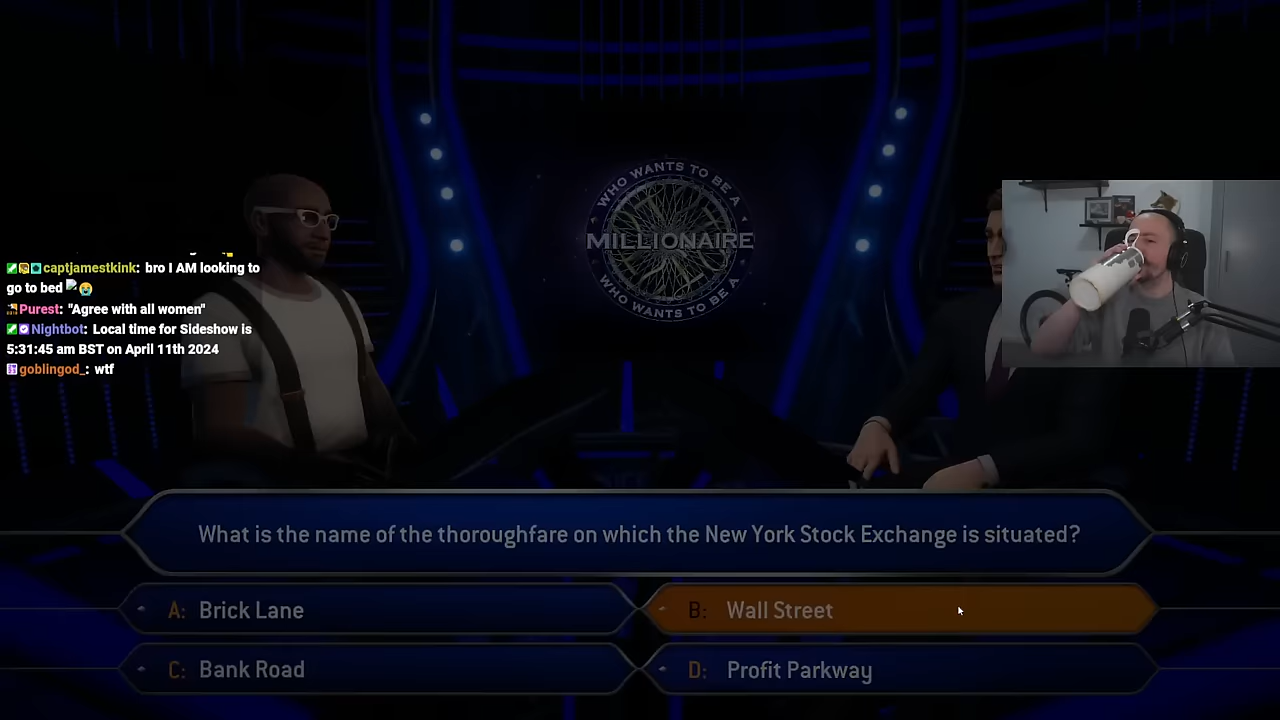 WHO WANTS TO BE A
MILLIONAIRE
WHO WANTS TO BE A
captjamestkink: bro I AM looking to
go to bed 😭
Purest: "Agree with all women"
Nightbot: Local time for Sideshow is
5:31:45 am BST on April 11th 2024
goblingod_: wtf
What is the name of the thoroughfare on which the New York Stock Exchange is situated?
A: Brick Lane
B: Wall Street
C: Bank Road
D: Profit Parkway